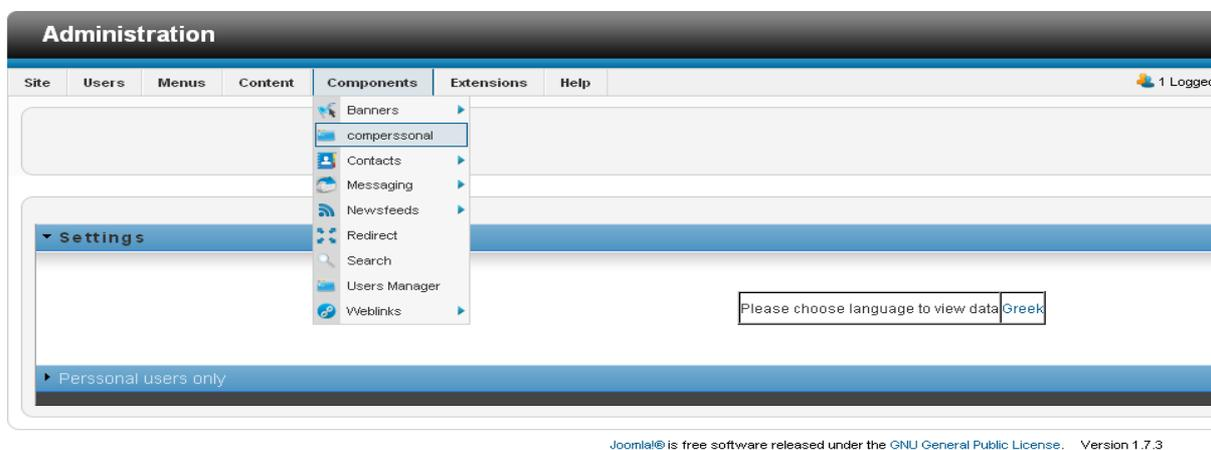 Administration
Site Users Menus Content Components Extensions Help 1 Logged
Banners
comperssonal
Contacts
Messaging
Newsfeeds
Redirect
Search
Users Manager
Weblinks
Settings
Please choose language to view data Greek
Perssonal users only
Joomla!® is free software released under the GNU General Public License. Version 1.7.3